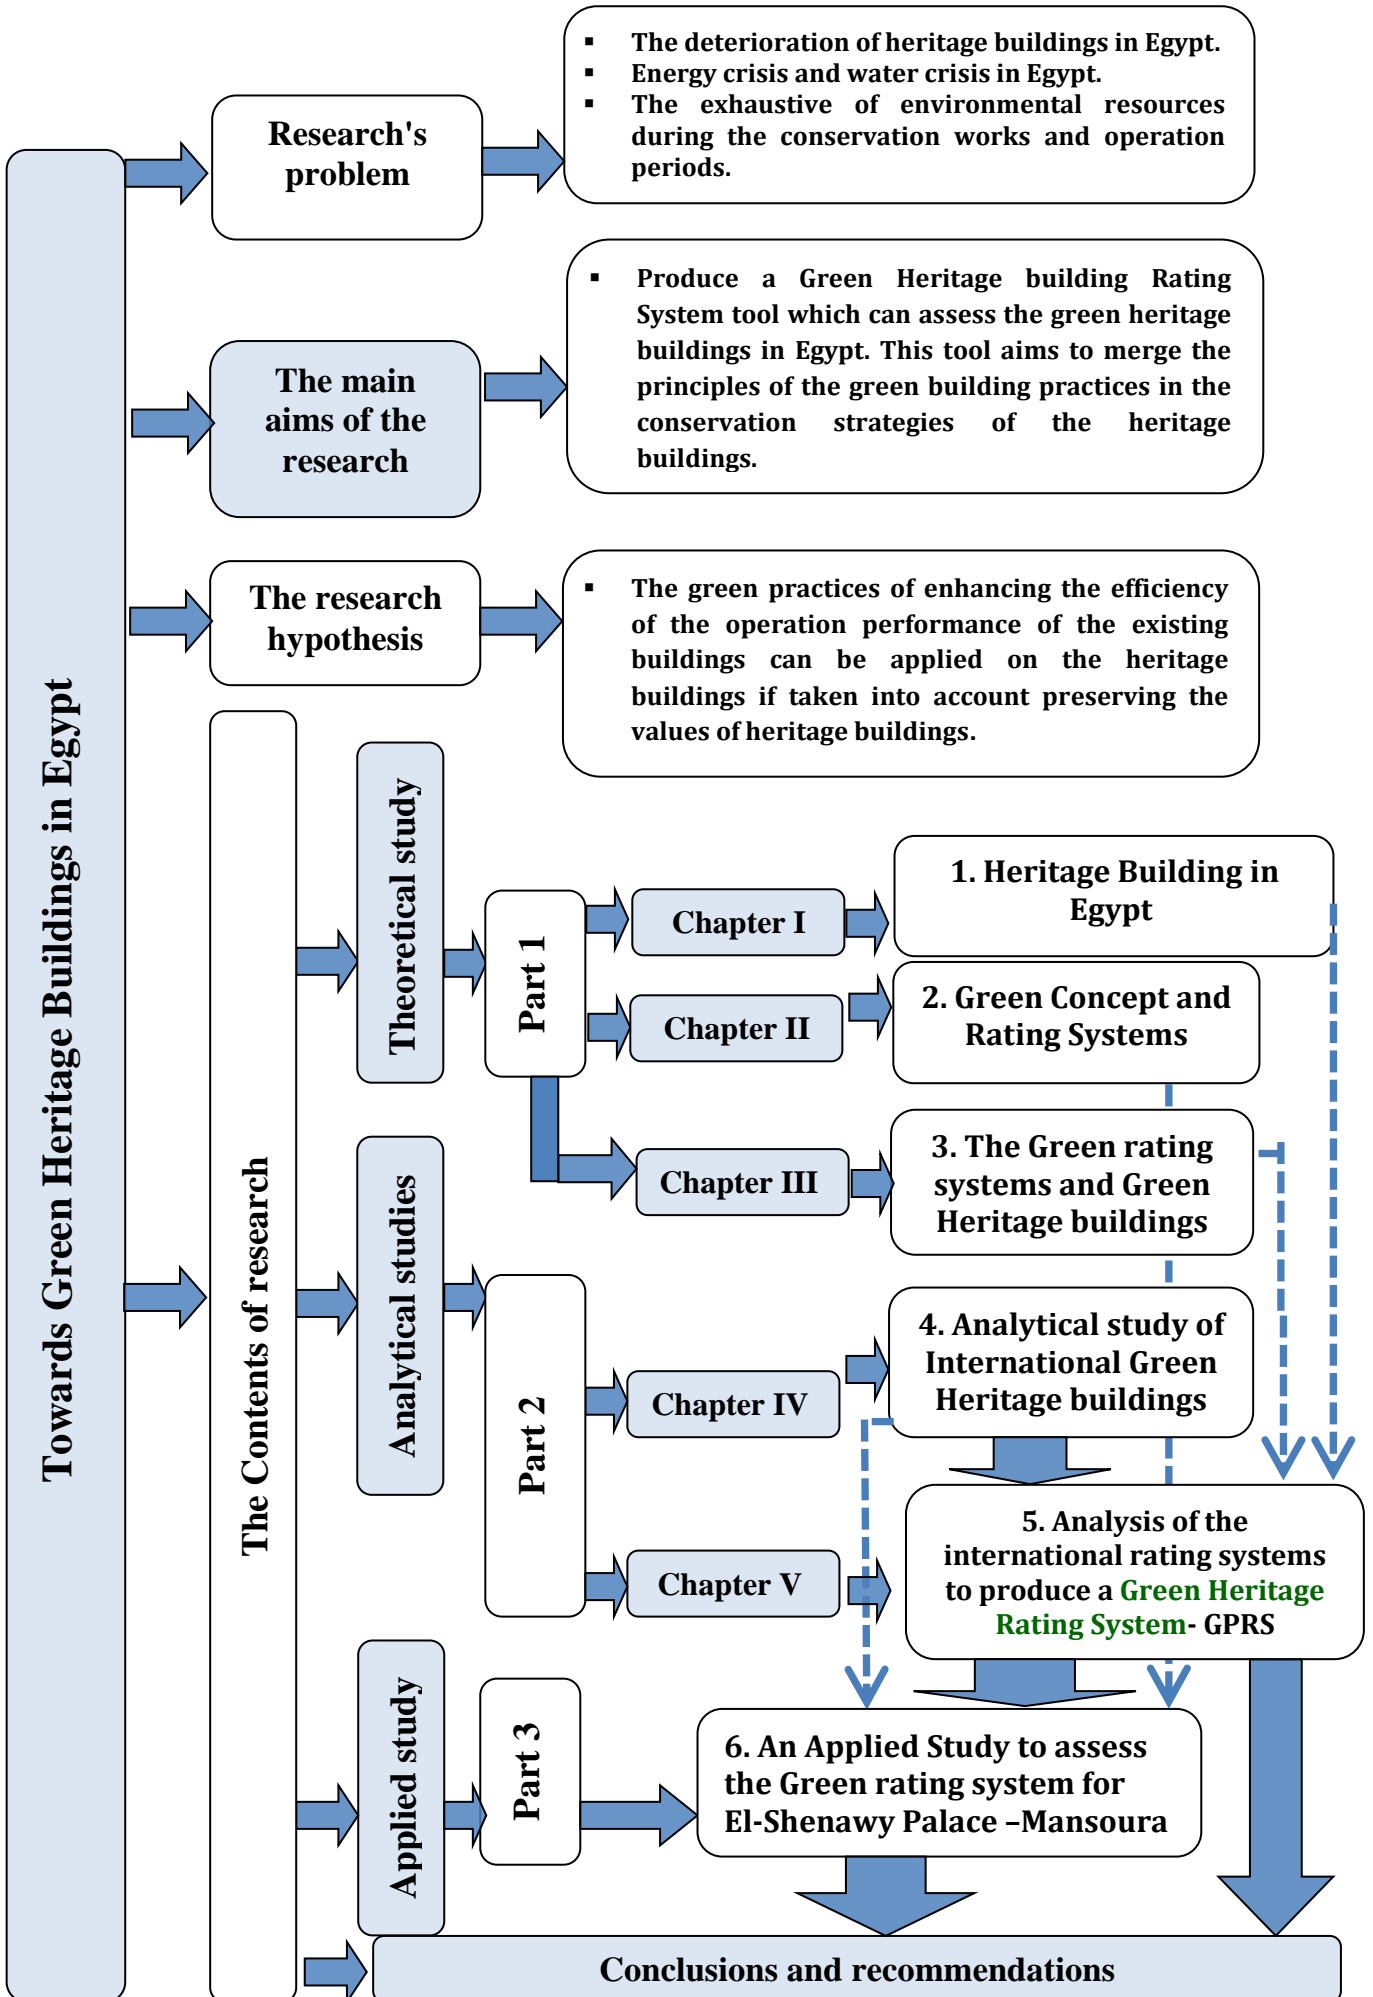 Towards Green Heritage Buildings in Egypt
Research's
problem
▪ The deterioration of heritage buildings in Egypt.
▪ Energy crisis and water crisis in Egypt.
▪ The exhaustive of environmental resources
during the conservation works and operation
periods.
The main
aims of the
research
▪ Produce a Green Heritage building Rating
System tool which can assess the green heritage
buildings in Egypt. This tool aims to merge the
principles of the green building practices in the
conservation strategies of the heritage
buildings.
The research
hypothesis
▪ The green practices of enhancing the efficiency
of the operation performance of the existing
buildings can be applied on the heritage
buildings if taken into account preserving the
values of heritage buildings.
The Contents of research
Theoretical study
Part 1
Chapter I
1. Heritage Building in
Egypt
Chapter II
2. Green Concept and
Rating Systems
Chapter III
3. The Green rating
systems and Green
Heritage buildings
Analytical studies
Part 2
Chapter IV
4. Analytical study of
International Green
Heritage buildings
Chapter V
5. Analysis of the
international rating systems
to produce a Green Heritage
Rating System- GPRS
Applied study
Part 3
6. An Applied Study to assess
the Green rating system for
El-Shenawy Palace –Mansoura
Conclusions and recommendations